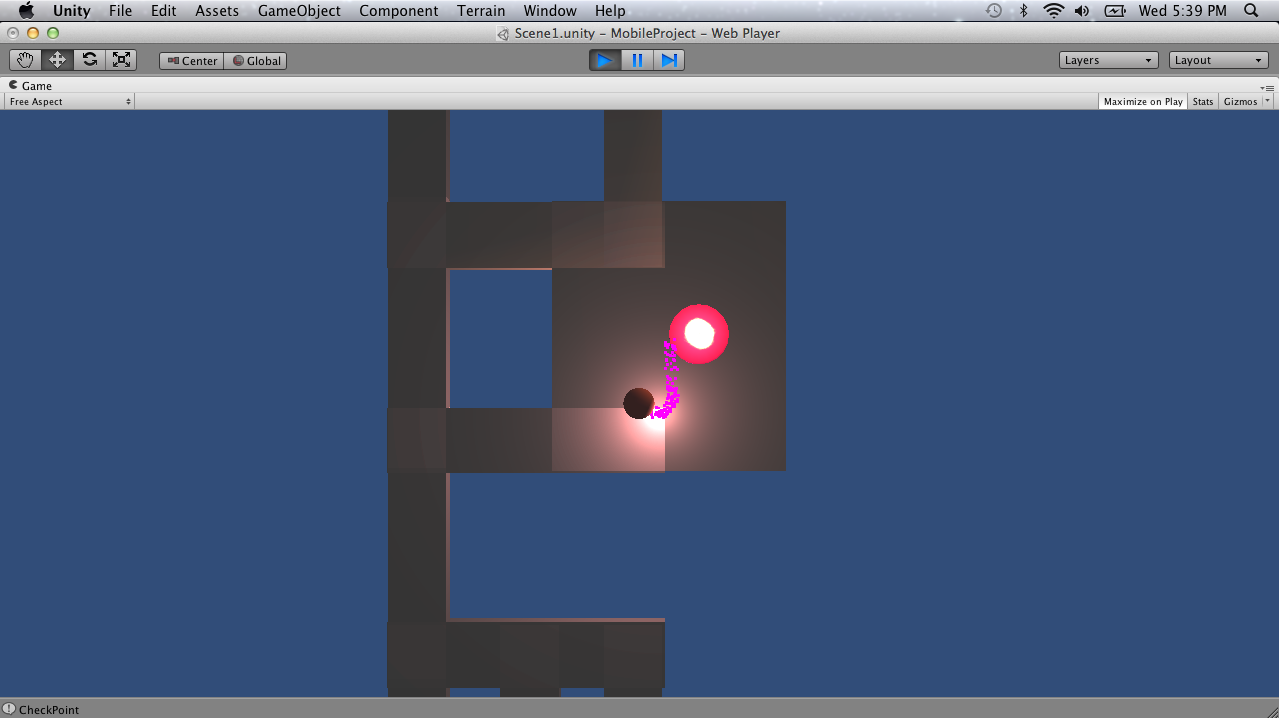 Unity File Edit Assets GameObject Component Terrain Window Help Wed 5:39 PM
Scene1.unity – MobileProject – Web Player
Center Global Layers Layout
Game
Free Aspect Maximize on Play Stats Gizmos
CheckPoint